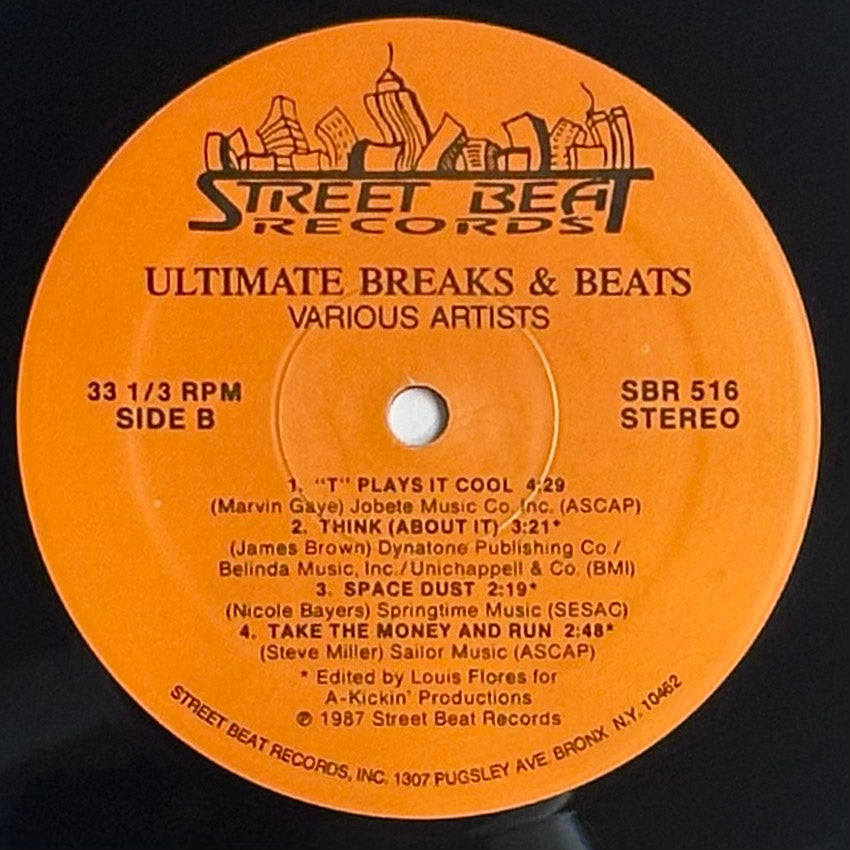 STREET BEAT
RECORDS
ULTIMATE BREAKS & BEATS
VARIOUS ARTISTS
33 1/3 RPM
SIDE B
SBR 516
STEREO
1. "T" PLAYS IT COOL 4:29
(Marvin Gaye) Jobete Music Co. Inc. (ASCAP)
2. THINK (ABOUT IT) 3:21*
(James Brown) Dynatone Publishing Co./
Belinda Music, Inc./Unichappell & Co. (BMI)
3. SPACE DUST 2:19*
(Nicole Bayers) Springtime Music (SESAC)
4. TAKE THE MONEY AND RUN 2:48*
(Steve Miller) Sailor Music (ASCAP)
* Edited by Louis Flores for
A-Kickin' Productions
℗ 1987 Street Beat Records
STREET BEAT RECORDS, INC. 1307 PUGSLEY AVE. BRONX N.Y. 10462